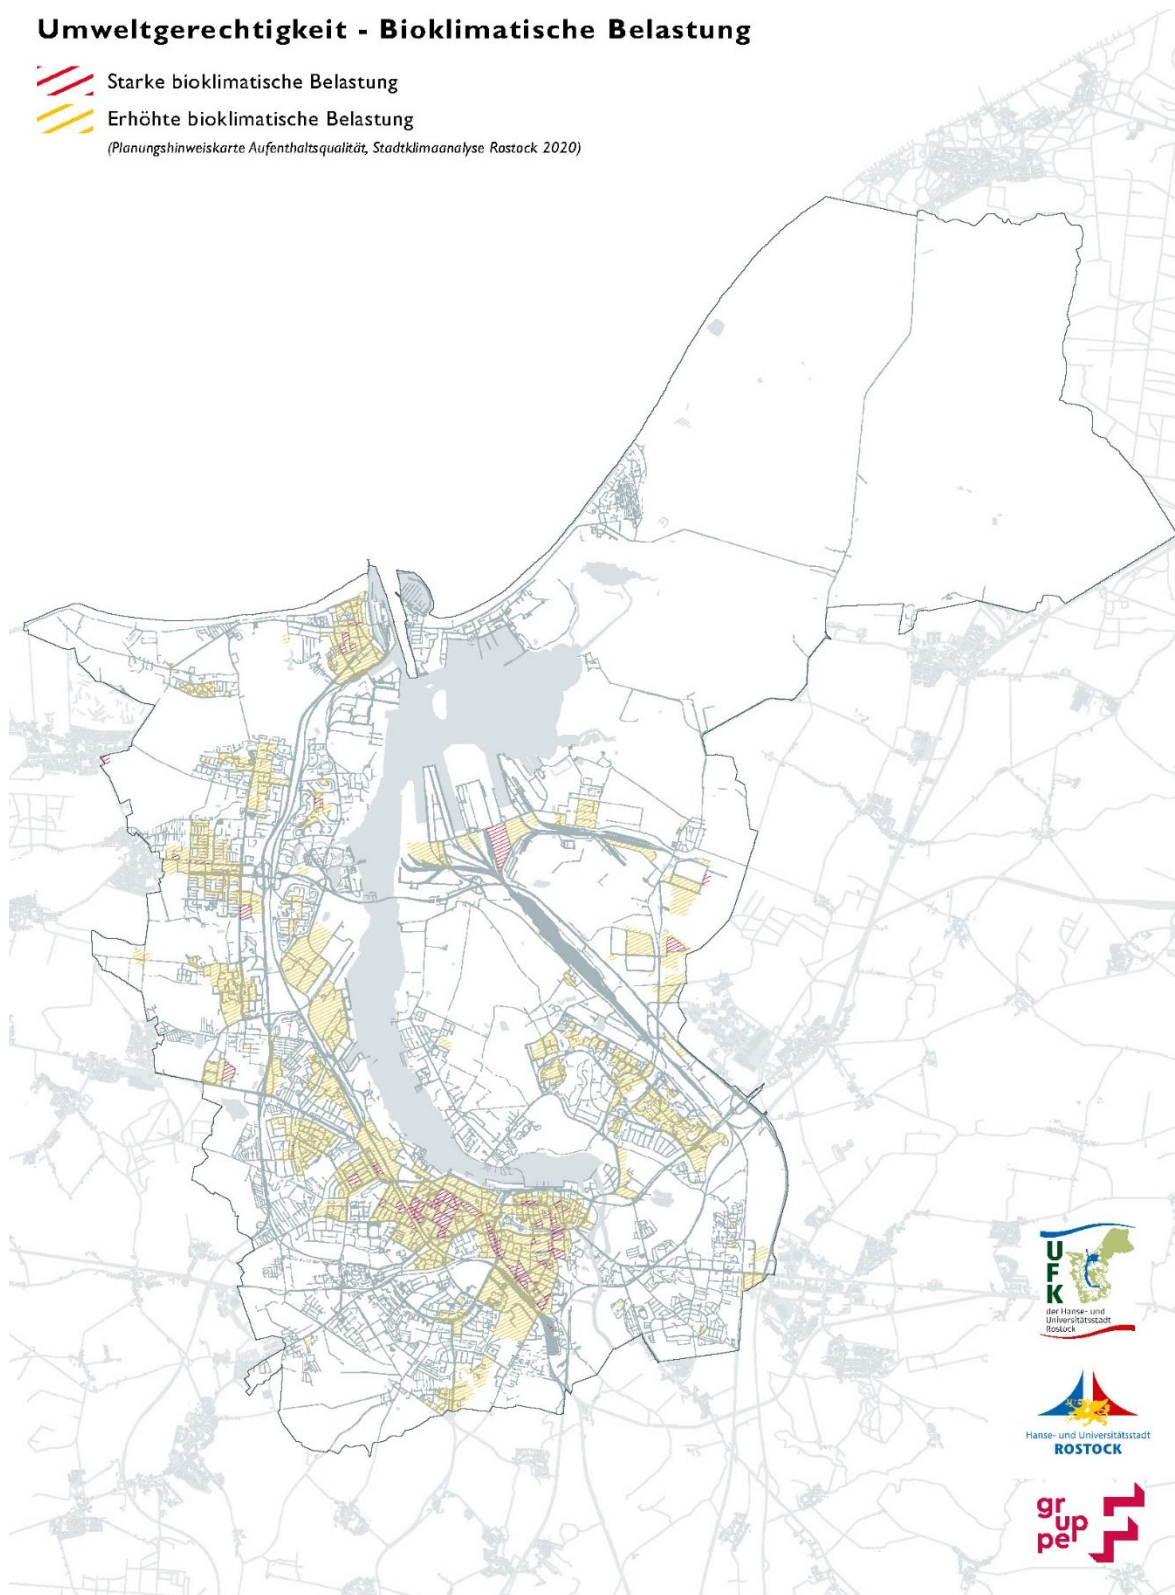 Umweltgerechtigkeit - Bioklimatische Belastung
Starke bioklimatische Belastung
Erhöhte bioklimatische Belastung
(Planungshinweiskarte Aufenthaltsqualität, Stadtklimaanalyse Rostock 2020)
UFK
der Hanse- und
Universitätsstadt
Rostock
Hanse- und Universitätsstadt
ROSTOCK
gr
up
pe
F